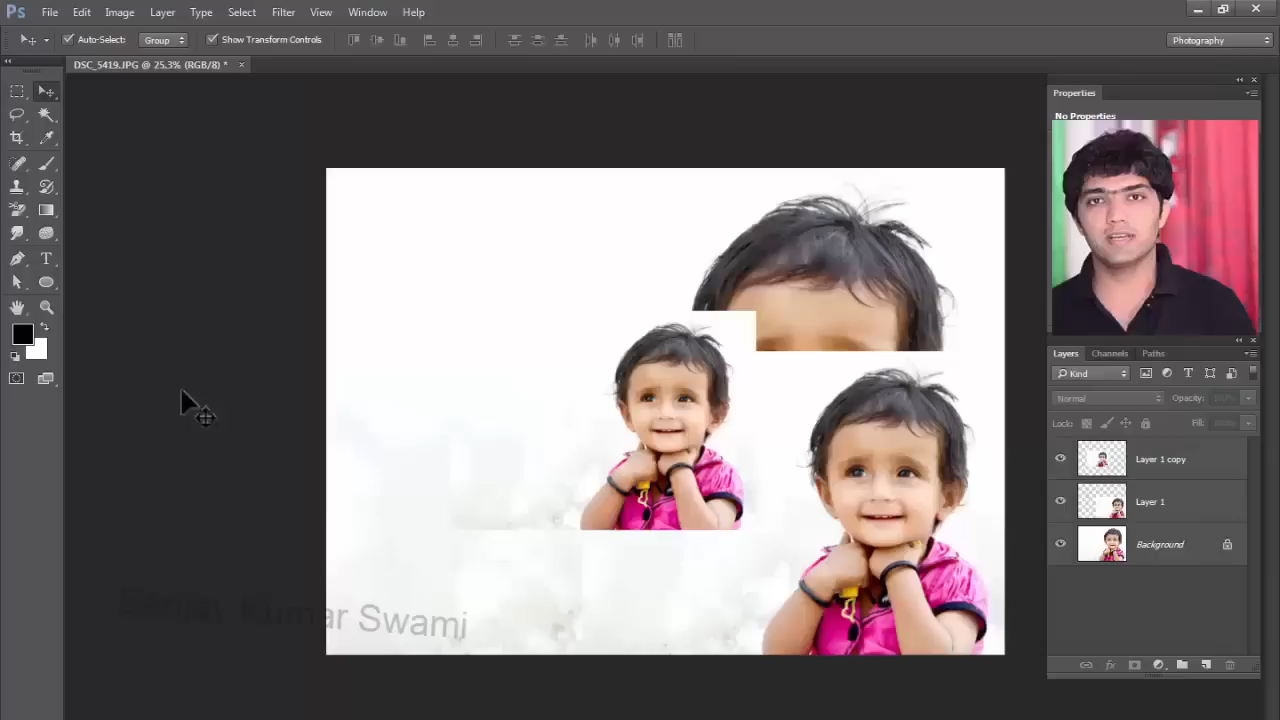 Ps File Edit Image Layer Type Select Filter View Window Help
Auto-Select: Group Show Transform Controls Photography
DSC_5419.JPG @ 25.3% (RGB/8) *
Properties
No Properties
Layers Channels Paths
Kind
Normal Opacity:
Lock: Fill:
Layer 1 copy
Layer 1
Background
Kumar Swami